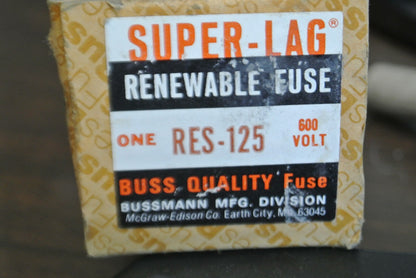 SUPER-LAG®
RENEWABLE FUSE
ONE RES-125 600 VOLT
BUSS QUALITY Fuse
BUSSMANN MFG. DIVISION
McGraw-Edison Co. Earth City, Mo. 63045